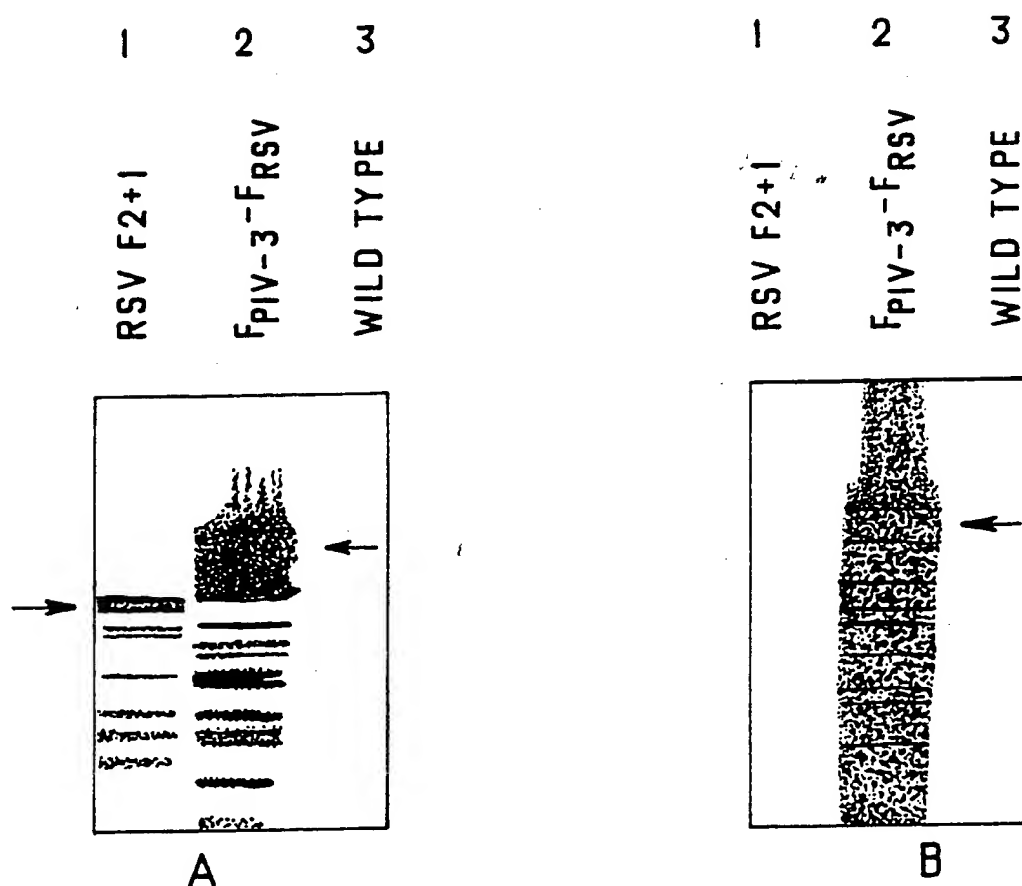 1 2 3
RSV F2+1
FPIV-3-FRSV
WILD TYPE
A
1 2 3
RSV F2+1
FPIV-3-FRSV
WILD TYPE
B